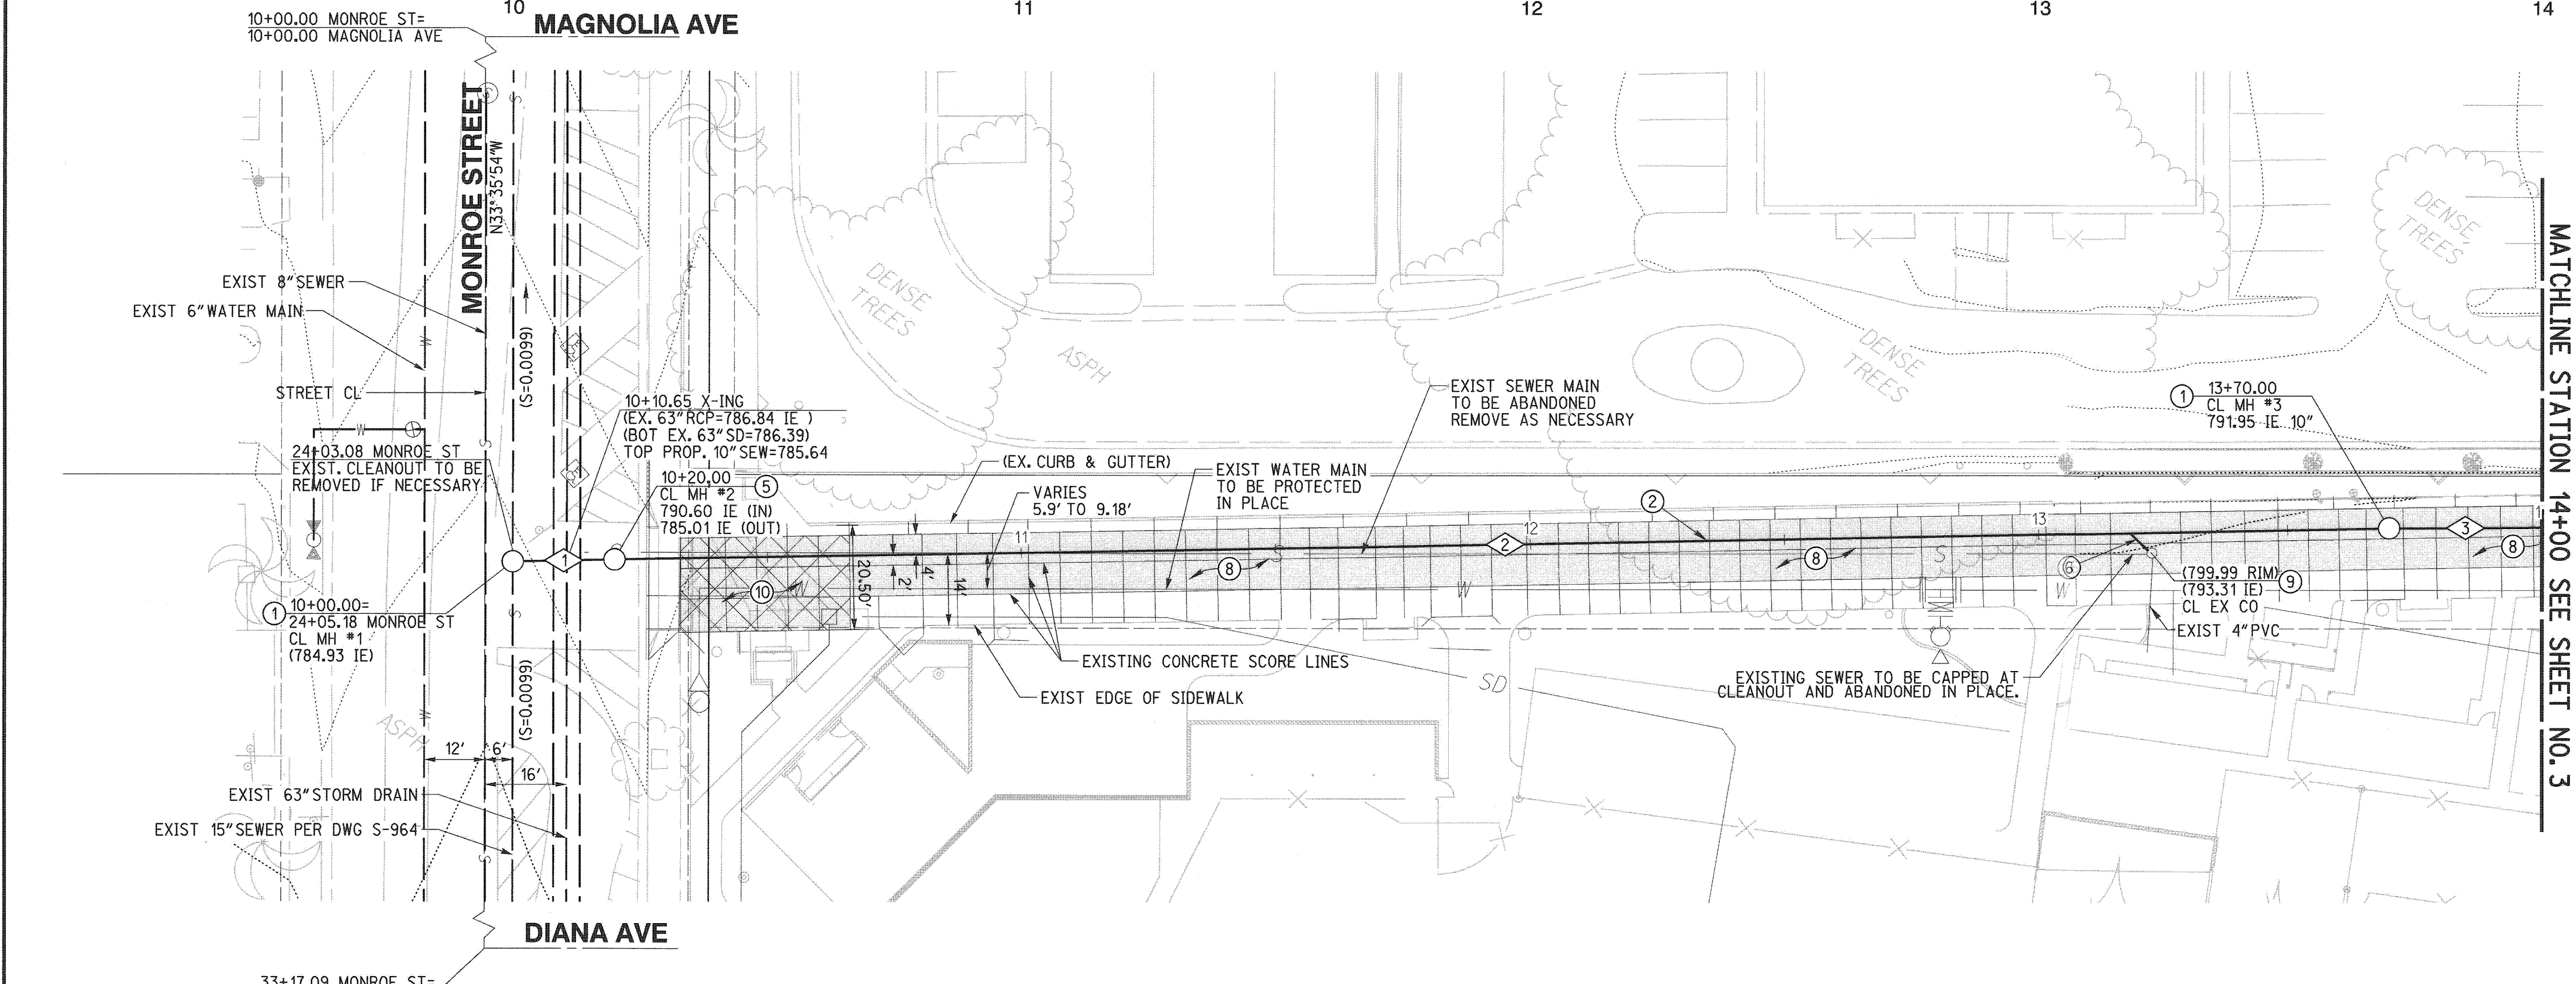 10
11
12
13
14
10+00.00 MONROE ST=
10+00.00 MAGNOLIA AVE
MAGNOLIA AVE
MONROE STREET
N33°35'54"W
EXIST 8" SEWER
EXIST 6" WATER MAIN
STREET CL
(S=0.0099)
24+03.08 MONROE ST
EXIST. CLEANOUT TO BE
REMOVED IF NECESSARY
10+10.65 X-ING
(EX. 63" RCP=786.84 IE )
(BOT EX. 63" SD=786.39)
TOP PROP. 10" SEW=785.64
10+20.00
CL MH #2
790.60 IE (IN)
785.01 IE (OUT)
5
(EX. CURB & GUTTER)
VARIES
5.9' TO 9.18'
EXIST WATER MAIN
TO BE PROTECTED
IN PLACE
EXIST SEWER MAIN
TO BE ABANDONED
REMOVE AS NECESSARY
DENSE
TREES
ASPH
DENSE
TREES
DENSE
TREES
1
13+70.00
CL MH #3
791.95 IE 10"
MATCHLINE STATION 14+00 SEE SHEET NO. 3
1
10+00.00=
24+05.18 MONROE ST
CL MH #1
(784.93 IE)
1
2
2
3
11
12
13
1
10
8
8
8
6
W
W
W
W
W
W
S
S
S
S
S
S
S
20.50'
2'
4'
14'
(799.99 RIM)
(793.31 IE)
CL EX CO
9
EXIST 4" PVC
EXISTING SEWER TO BE CAPPED AT
CLEANOUT AND ABANDONED IN PLACE.
EXISTING CONCRETE SCORE LINES
EXIST EDGE OF SIDEWALK
SD
(S=0.0099)
ASPH
12'
6'
16'
EXIST 63" STORM DRAIN
EXIST 15" SEWER PER DWG S-964
DIANA AVE
33+17.09 MONROE ST=